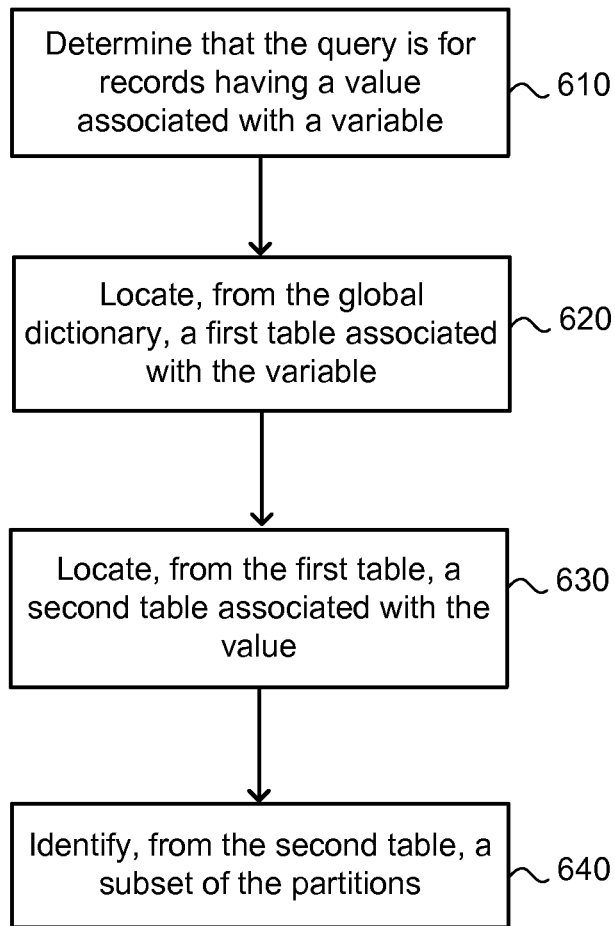 Determine that the query is for
records having a value
associated with a variable
610
Locate, from the global
dictionary, a first table associated
with the variable
620
Locate, from the first table, a
second table associated with the
value
630
Identify, from the second table, a
subset of the partitions
640